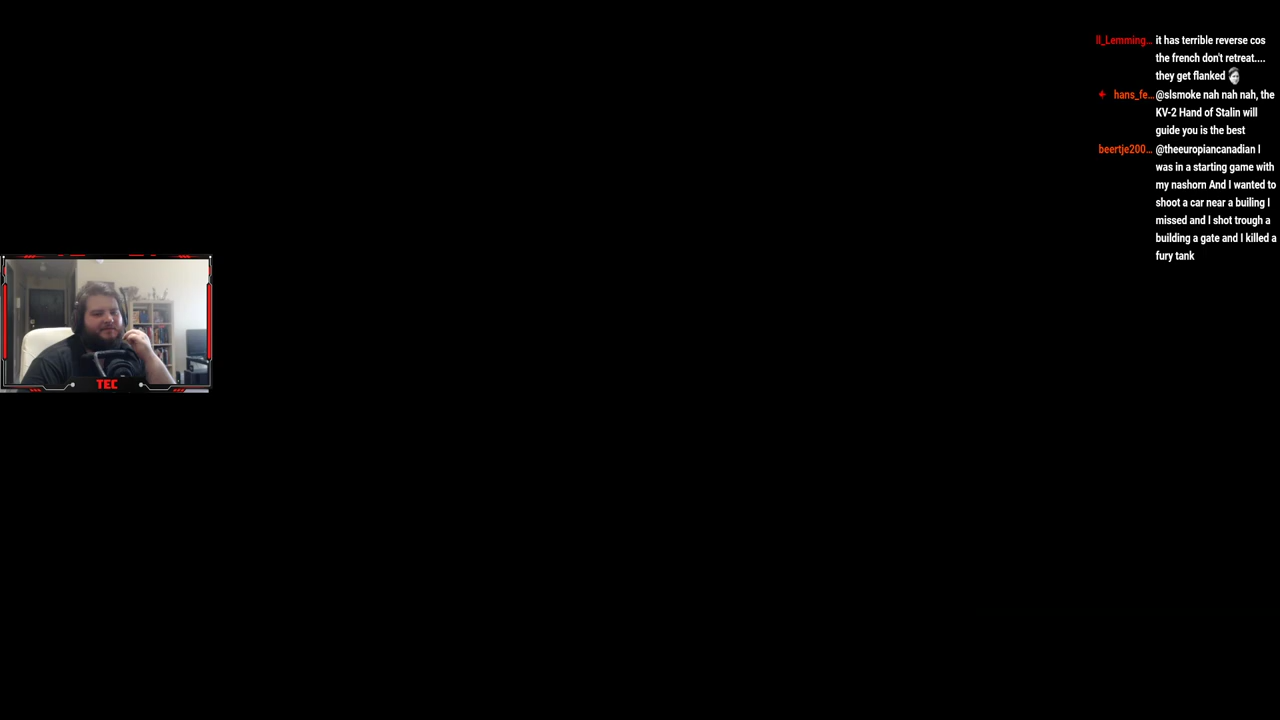 ll_Lemming... it has terrible reverse cos
the french don't retreat....
they get flanked
hans_fe... @slsmoke nah nah nah, the
KV-2 Hand of Stalin will
guide you is the best
beertje200... @theeuropiancanadian I
was in a starting game with
my nashorn And I wanted to
shoot a car near a builing I
missed and I shot trough a
building a gate and I killed a
fury tank
TEC